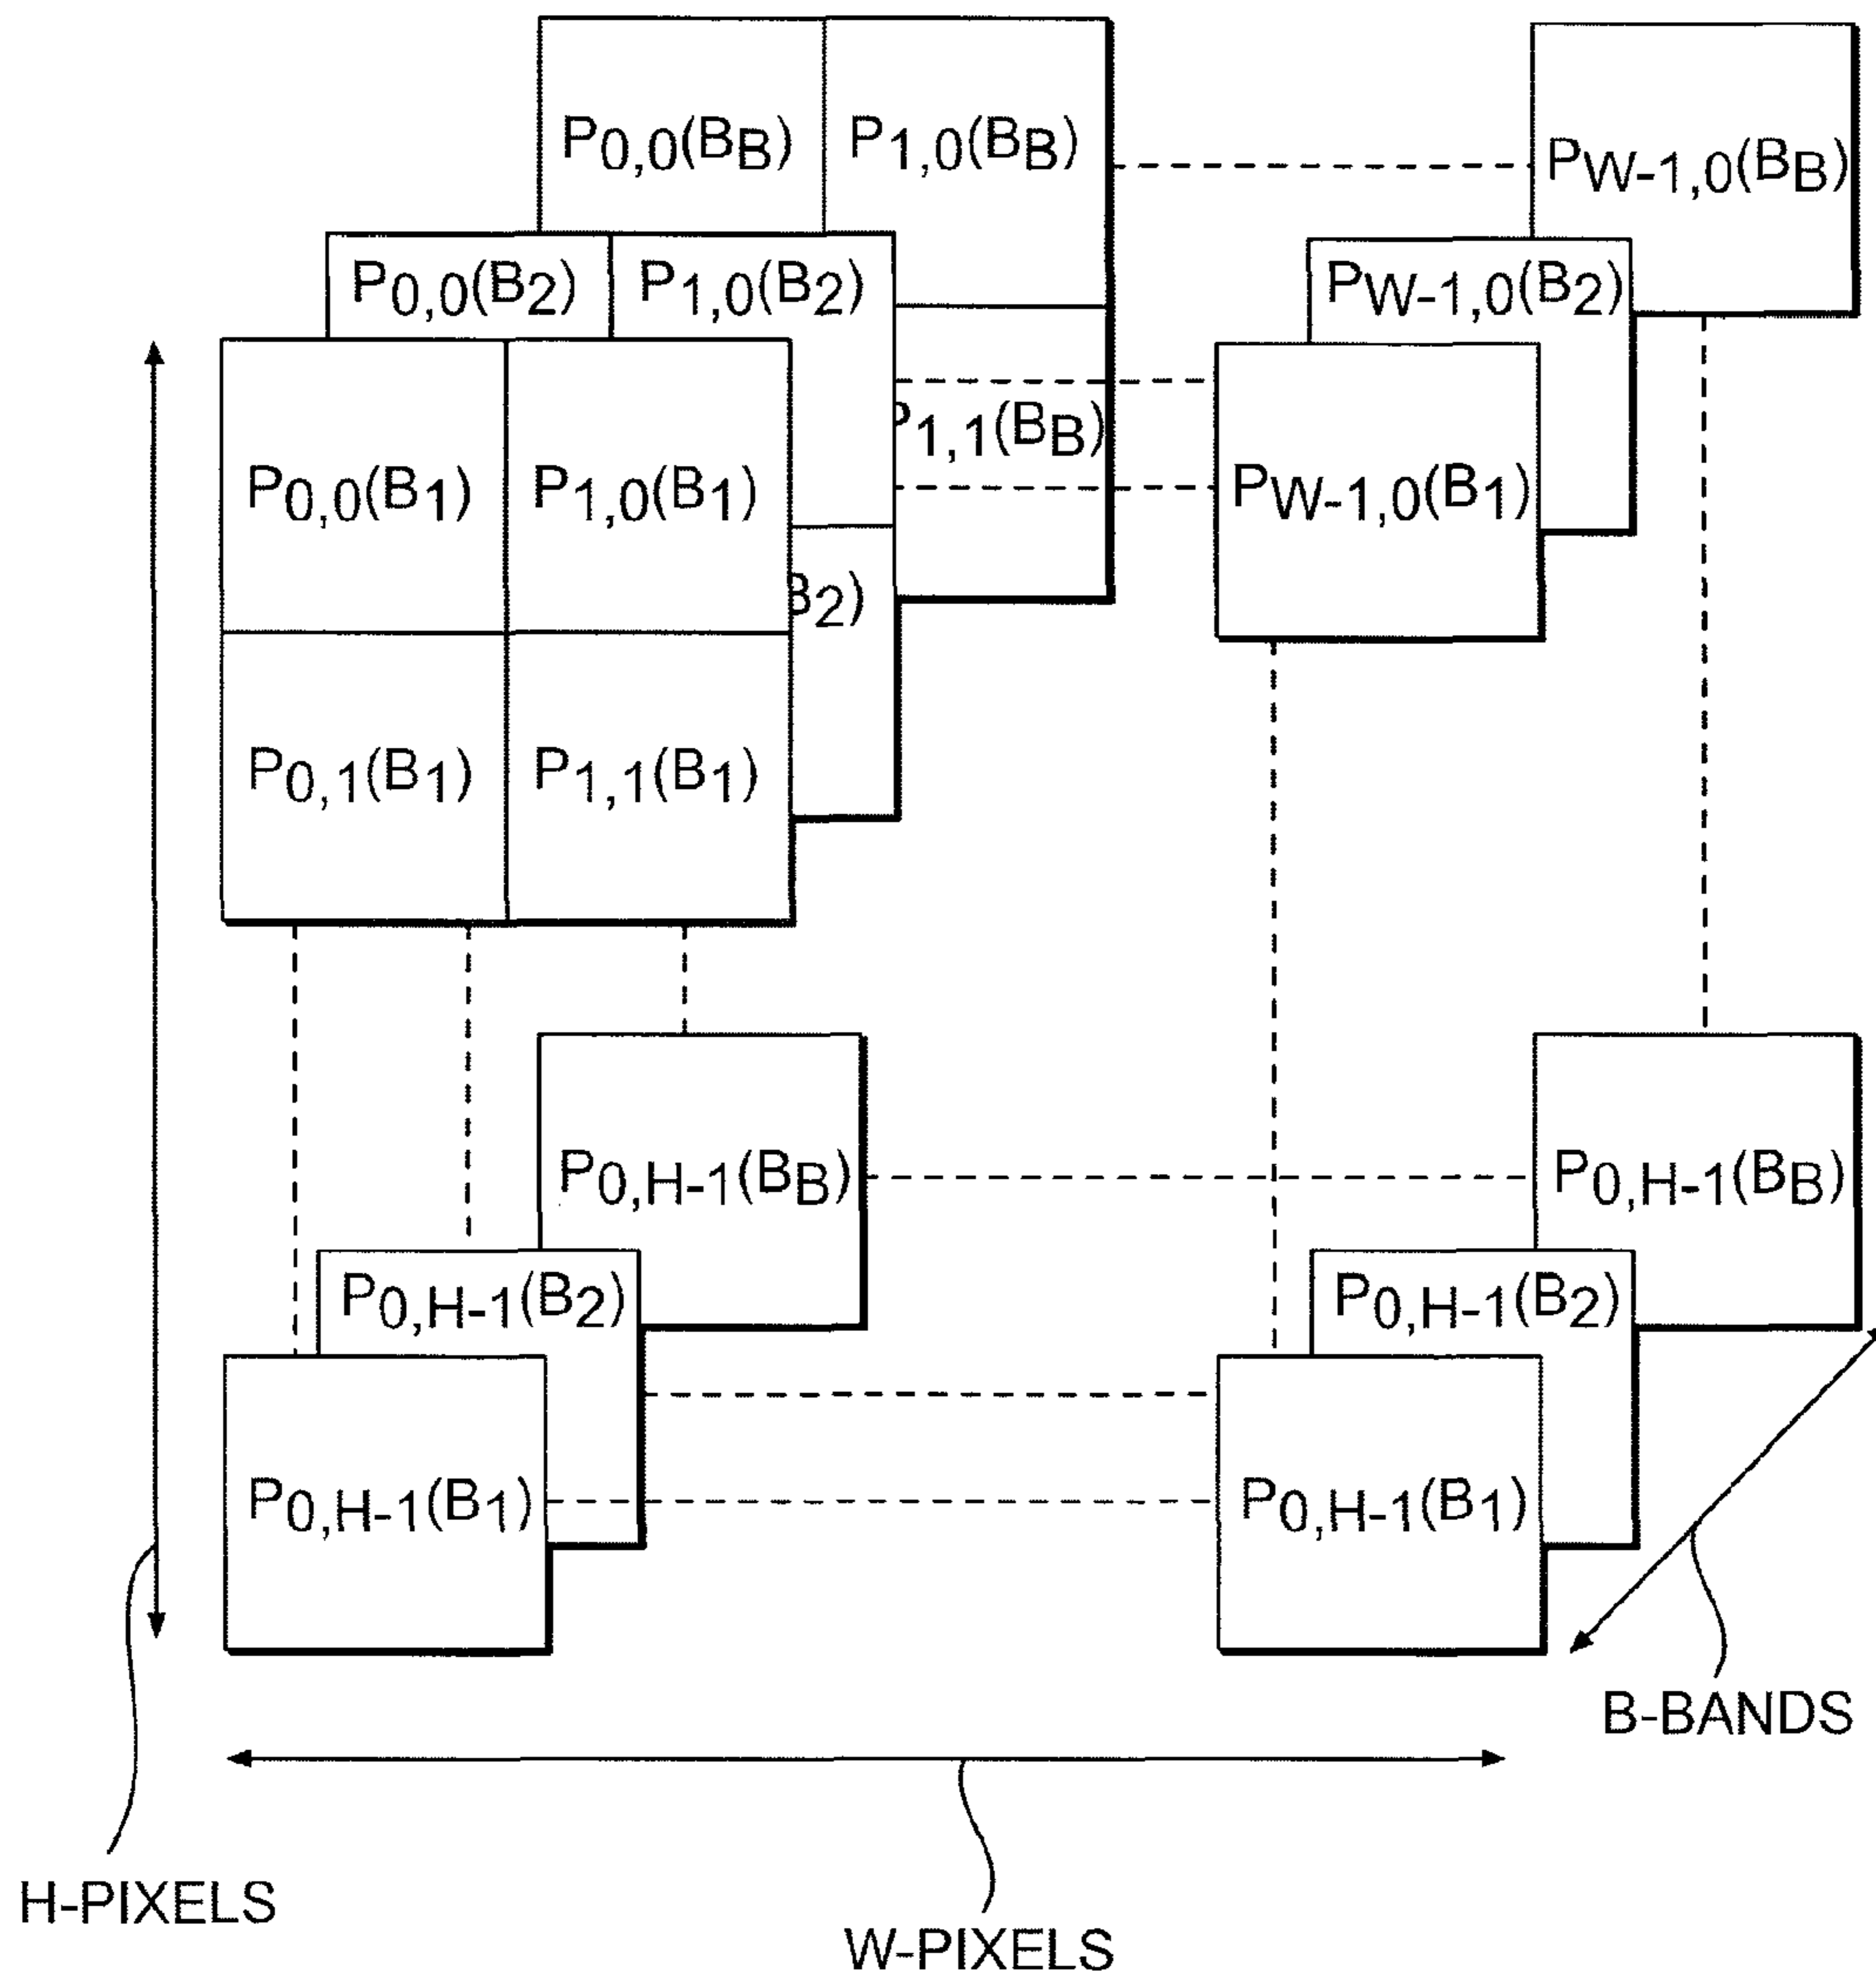 P0,0(BB) P1,0(BB) PW-1,0(BB)
P0,0(B2) P1,0(B2) PW-1,0(B2)
P1,1(BB)
P0,0(B1) P1,0(B1) PW-1,0(B1)
B2)
P0,1(B1) P1,1(B1)
P0,H-1(BB) P0,H-1(BB)
P0,H-1(B2) P0,H-1(B2)
P0,H-1(B1) P0,H-1(B1)
B-BANDS
H-PIXELS
W-PIXELS